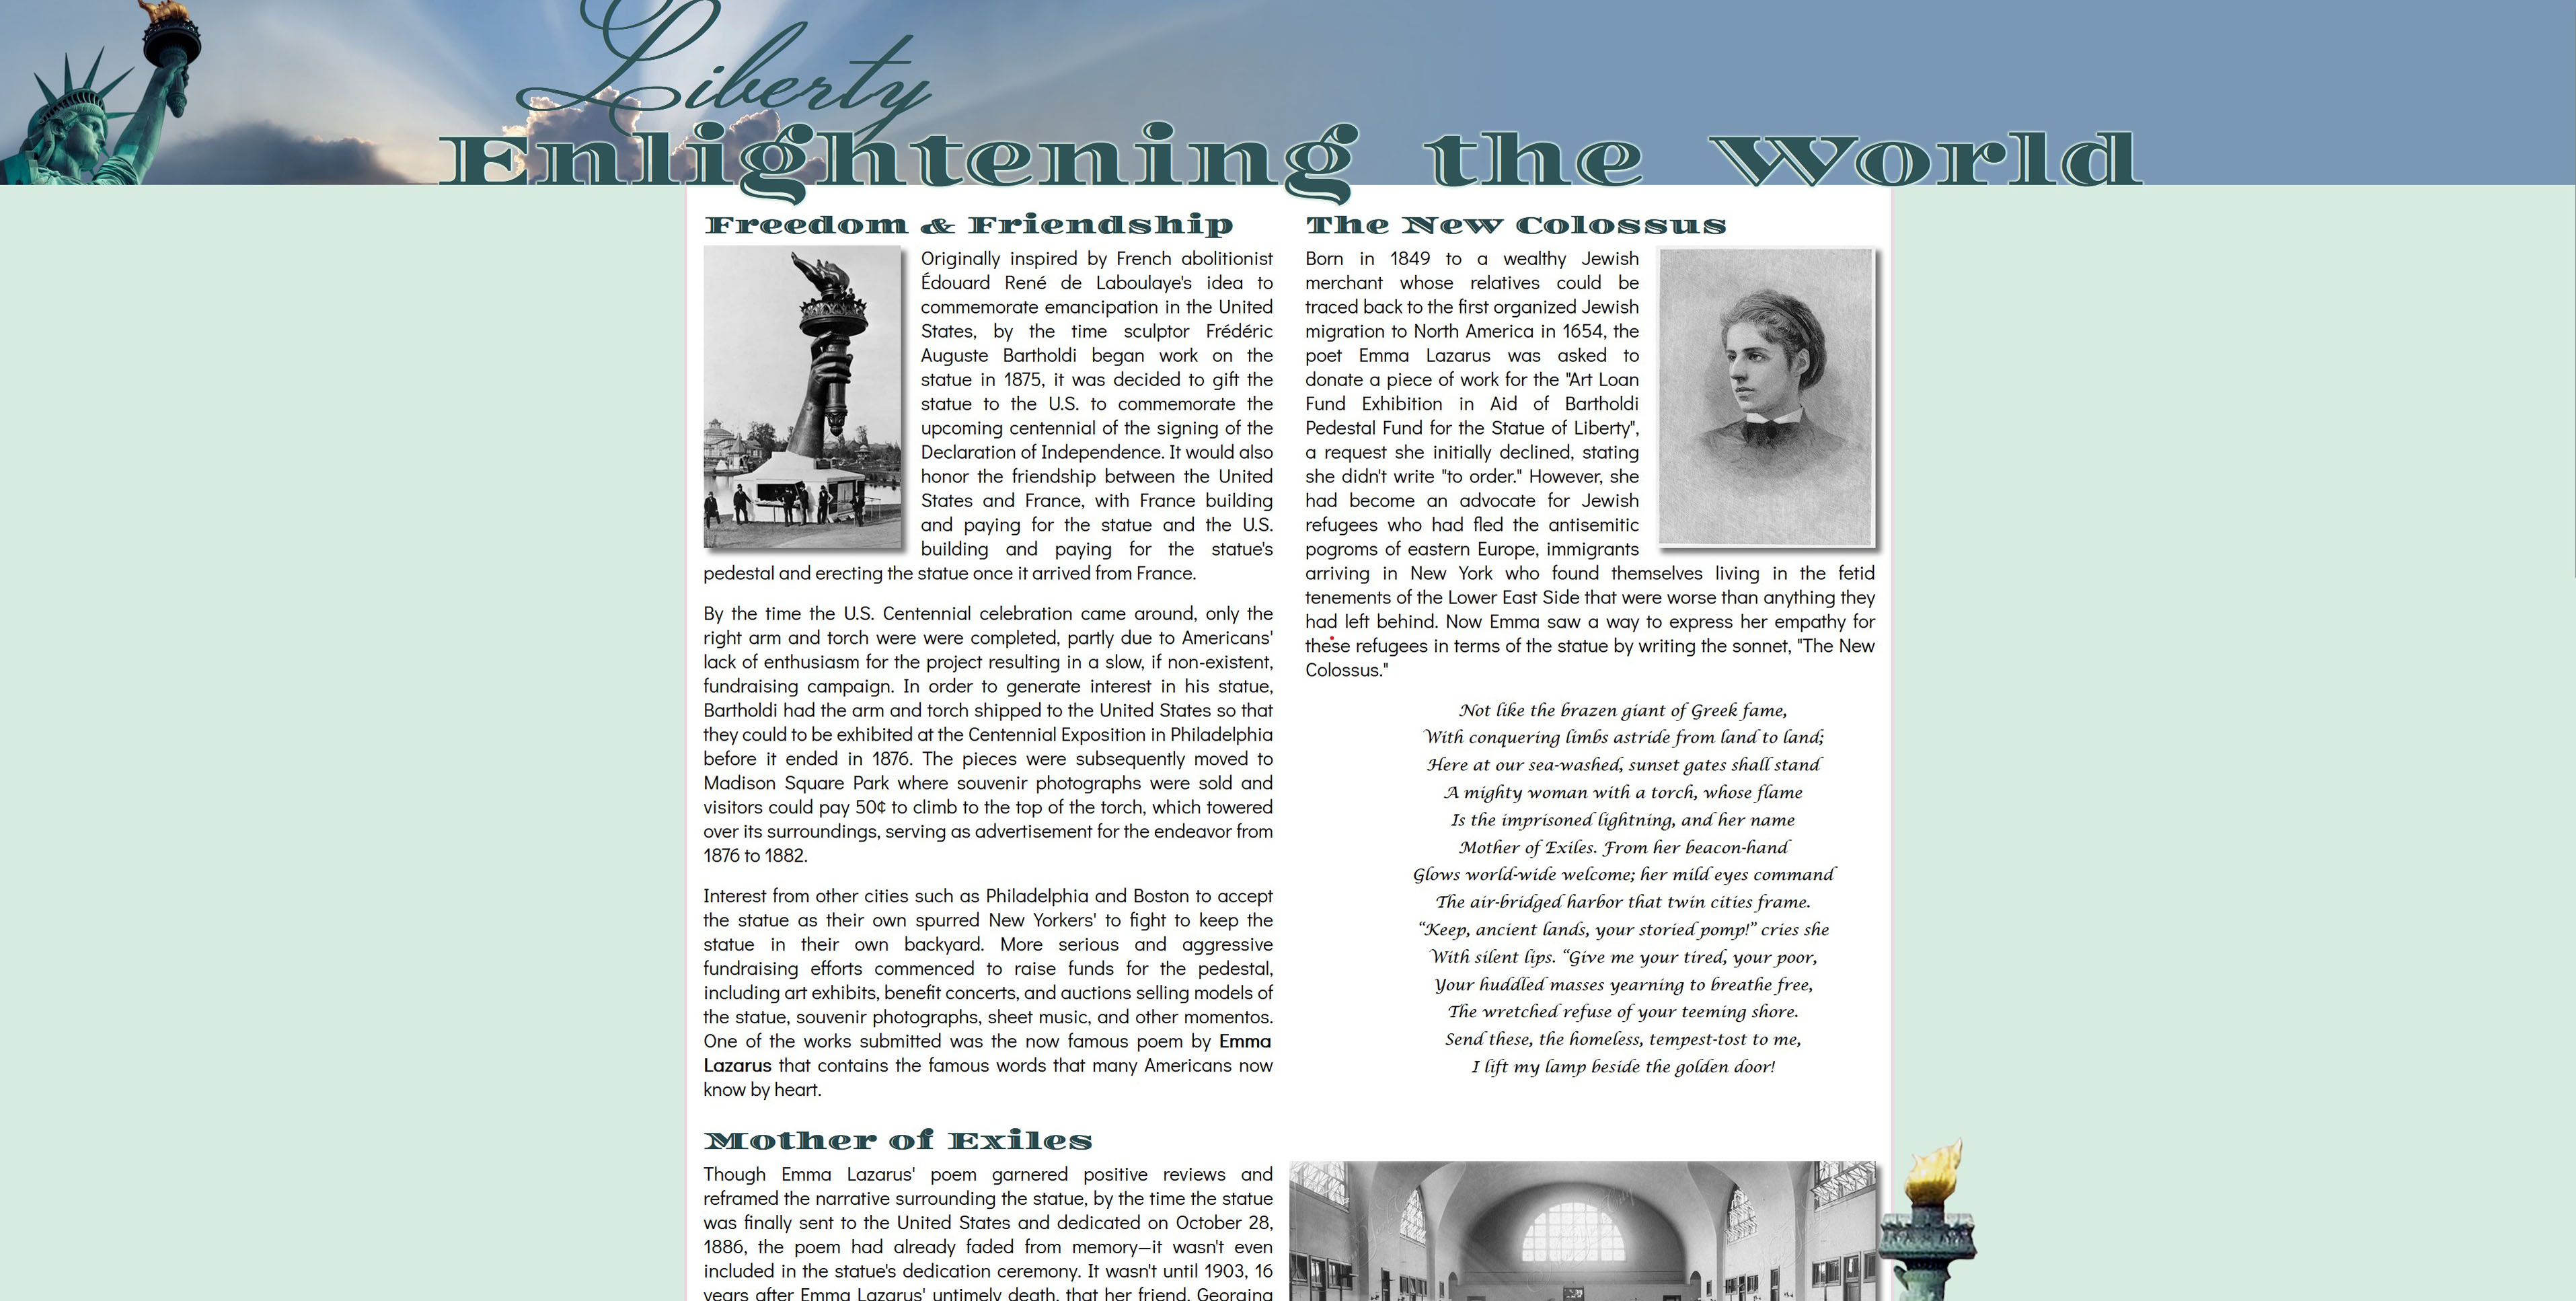 Liberty
Enlightening the World
Freedom & Friendship
Originally inspired by French abolitionist
Édouard René de Laboulaye's idea to
commemorate emancipation in the United
States, by the time sculptor Frédéric
Auguste Bartholdi began work on the
statue in 1875, it was decided to gift the
statue to the U.S. to commemorate the
upcoming centennial of the signing of the
Declaration of Independence. It would also
honor the friendship between the United
States and France, with France building
and paying for the statue and the U.S.
building and paying for the statue's
pedestal and erecting the statue once it arrived from France.
By the time the U.S. Centennial celebration came around, only the
right arm and torch were were completed, partly due to Americans'
lack of enthusiasm for the project resulting in a slow, if non-existent,
fundraising campaign. In order to generate interest in his statue,
Bartholdi had the arm and torch shipped to the United States so that
they could to be exhibited at the Centennial Exposition in Philadelphia
before it ended in 1876. The pieces were subsequently moved to
Madison Square Park where souvenir photographs were sold and
visitors could pay 50¢ to climb to the top of the torch, which towered
over its surroundings, serving as advertisement for the endeavor from
1876 to 1882.
Interest from other cities such as Philadelphia and Boston to accept
the statue as their own spurred New Yorkers' to fight to keep the
statue in their own backyard. More serious and aggressive
fundraising efforts commenced to raise funds for the pedestal,
including art exhibits, benefit concerts, and auctions selling models of
the statue, souvenir photographs, sheet music, and other momentos.
One of the works submitted was the now famous poem by Emma
Lazarus that contains the famous words that many Americans now
know by heart.
The New Colossus
Born in 1849 to a wealthy Jewish
merchant whose relatives could be
traced back to the first organized Jewish
migration to North America in 1654, the
poet Emma Lazarus was asked to
donate a piece of work for the "Art Loan
Fund Exhibition in Aid of Bartholdi
Pedestal Fund for the Statue of Liberty",
a request she initially declined, stating
she didn't write "to order." However, she
had become an advocate for Jewish
refugees who had fled the antisemitic
pogroms of eastern Europe, immigrants
arriving in New York who found themselves living in the fetid
tenements of the Lower East Side that were worse than anything they
had left behind. Now Emma saw a way to express her empathy for
these refugees in terms of the statue by writing the sonnet, "The New
Colossus."
Not like the brazen giant of Greek fame,
With conquering limbs astride from land to land;
Here at our sea-washed, sunset gates shall stand
A mighty woman with a torch, whose flame
Is the imprisoned lightning, and her name
Mother of Exiles. From her beacon-hand
Glows world-wide welcome; her mild eyes command
The air-bridged harbor that twin cities frame.
“Keep, ancient lands, your storied pomp!” cries she
With silent lips. “Give me your tired, your poor,
Your huddled masses yearning to breathe free,
The wretched refuse of your teeming shore.
Send these, the homeless, tempest-tost to me,
I lift my lamp beside the golden door!
Mother of Exiles
Though Emma Lazarus' poem garnered positive reviews and
reframed the narrative surrounding the statue, by the time the statue
was finally sent to the United States and dedicated on October 28,
1886, the poem had already faded from memory—it wasn't even
included in the statue's dedication ceremony. It wasn't until 1903, 16
years after Emma Lazarus' untimely death, that her friend, Georgina